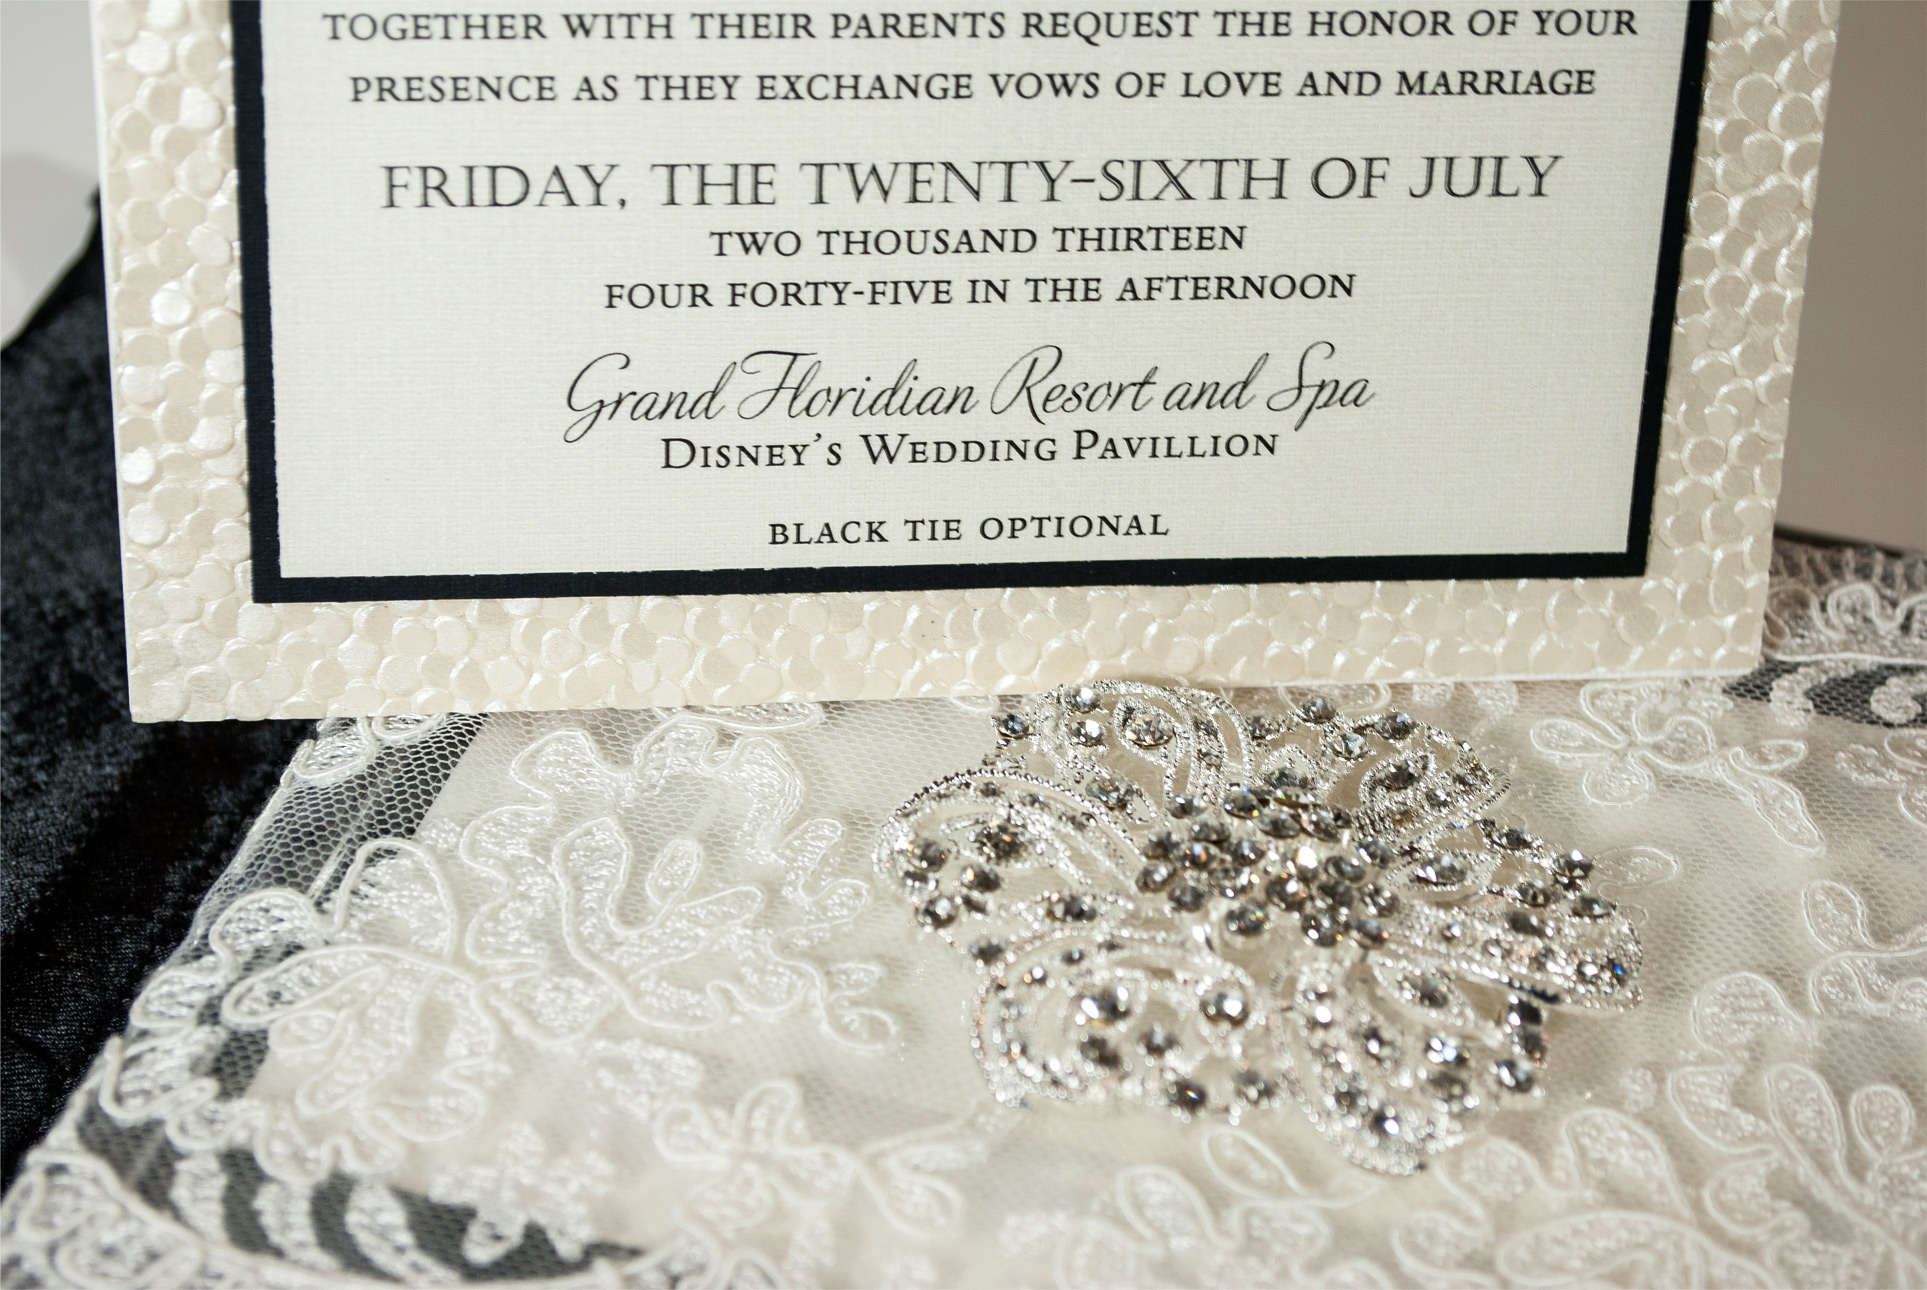 TOGETHER WITH THEIR PARENTS REQUEST THE HONOR OF YOUR
PRESENCE AS THEY EXCHANGE VOWS OF LOVE AND MARRIAGE
FRIDAY, THE TWENTY-SIXTH OF JULY
TWO THOUSAND THIRTEEN
FOUR FORTY-FIVE IN THE AFTERNOON
Grand Floridian Resort and Spa
DISNEY'S WEDDING PAVILLION
BLACK TIE OPTIONAL